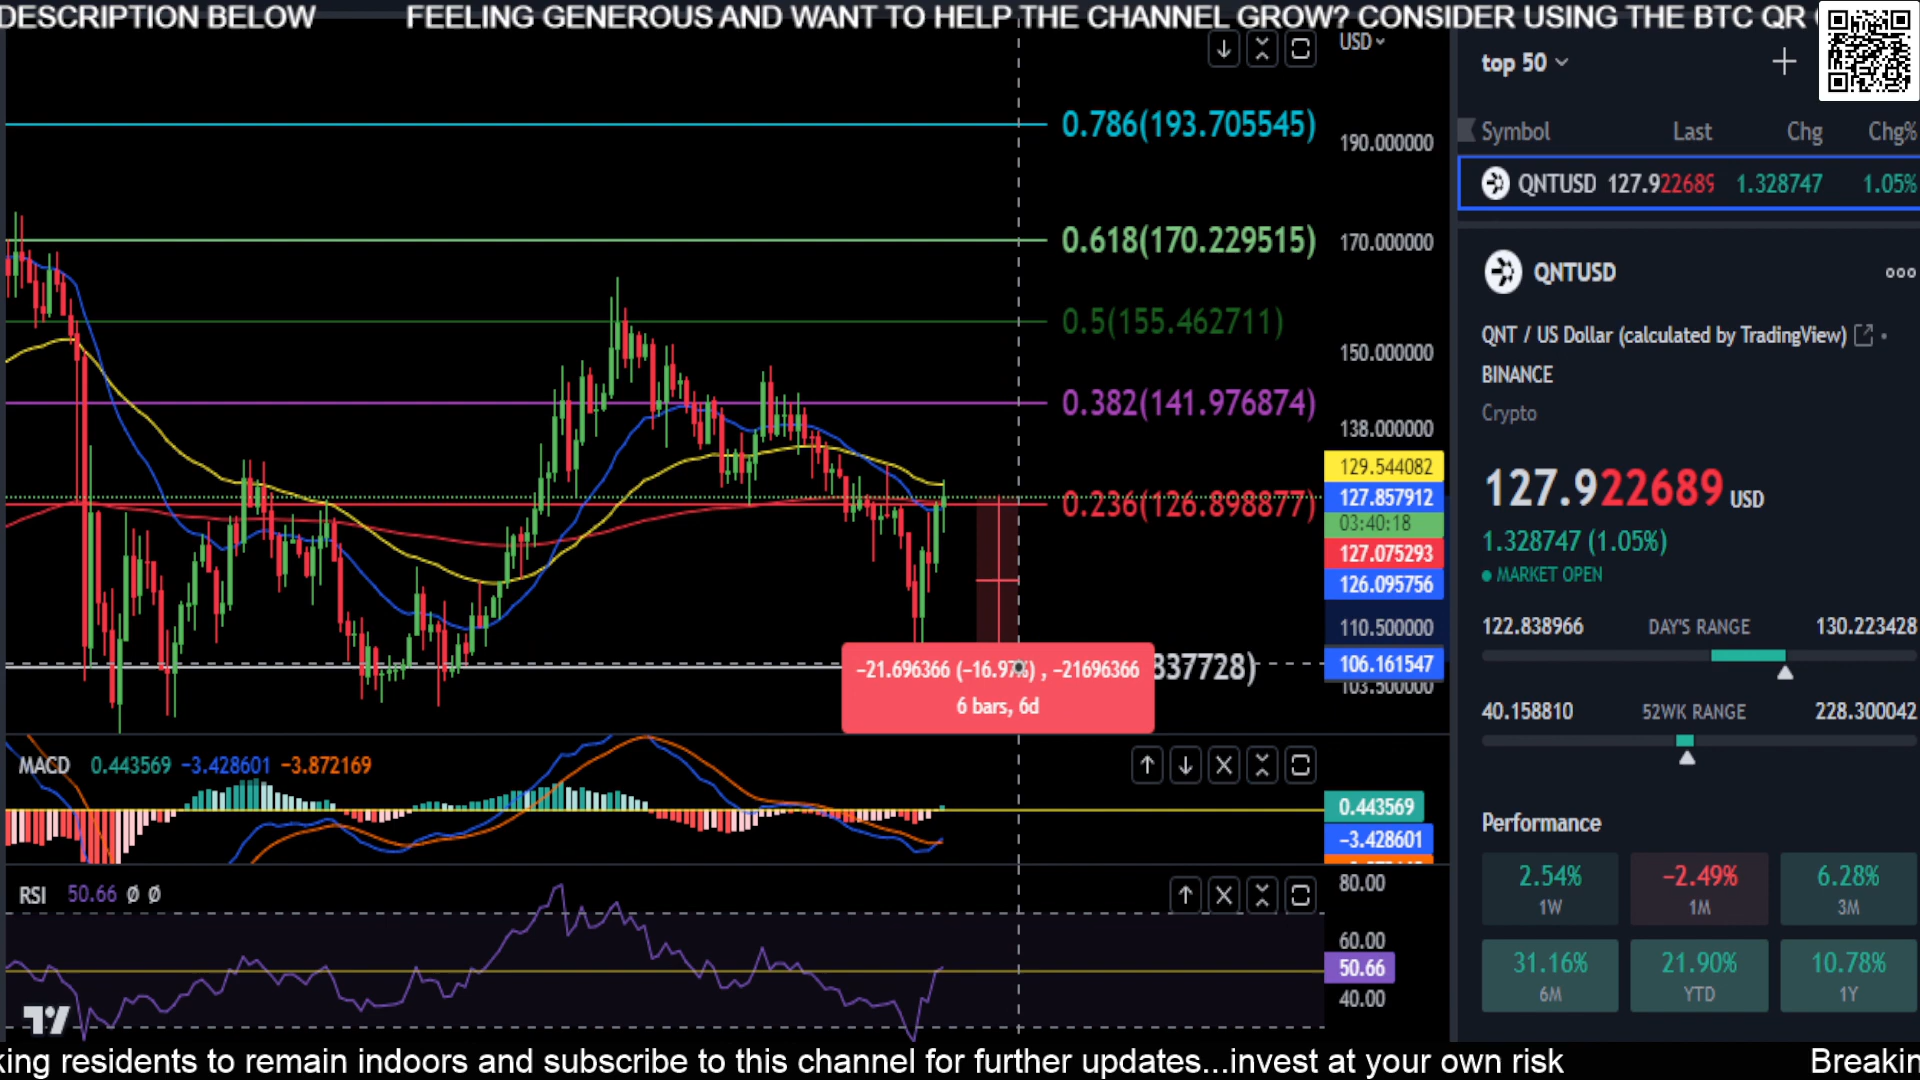 DESCRIPTION BELOW FEELING GENEROUS AND WANT TO HELP THE CHANNEL GROW? CONSIDER USING THE BTC QR
USD
top 50
Symbol Last Chg Chg%
QNTUSD 127.922689 1.328747 1.05%
QNTUSD
QNT / US Dollar (calculated by TradingView)
BINANCE
Crypto
127.922689 USD
1.328747 (1.05%)
MARKET OPEN
122.838966 DAY'S RANGE 130.223428
40.158810 52WK RANGE 228.300042
Performance
2.54% −2.49% 6.28%
1W 1M 3M
31.16% 21.90% 10.78%
6M YTD 1Y
0.786(193.705545)
0.618(170.229515)
0.5(155.462711)
0.382(141.976874)
0.236(126.898877)
337728)
190.000000
170.000000
150.000000
138.000000
129.544082
127.857912
03:40:18
127.075293
126.095756
110.500000
106.161547
103.500000
−21.696366 (−16.97%) , −21696366
6 bars, 6d
MACD 0.443569 −3.428601 −3.872169
0.443569
−3.428601
RSI 50.66 Ø Ø
80.00
60.00
50.66
40.00
king residents to remain indoors and subscribe to this channel for further updates...invest at your own risk Breakin